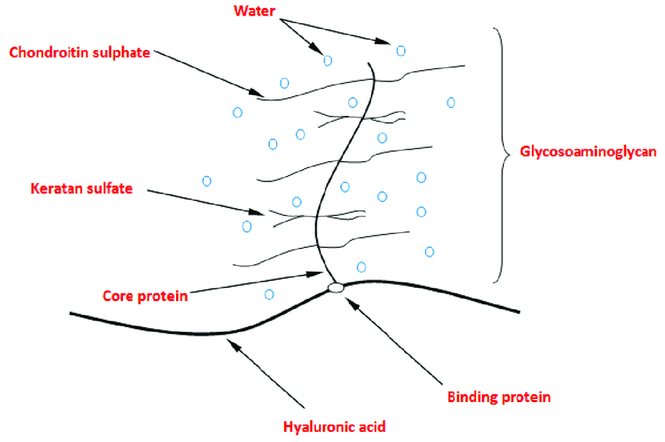 Water
Chondroitin sulphate
Glycosoaminoglycan
Keratan sulfate
Core protein
Binding protein
Hyaluronic acid